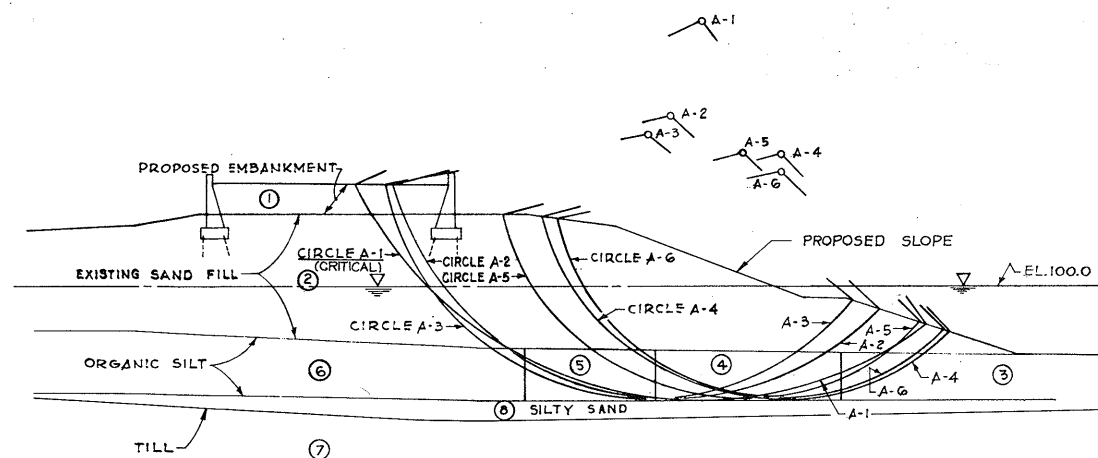 A-1
A-2
A-3
A-5
A-4
A-6
PROPOSED EMBANKMENT
1
PROPOSED SLOPE
CIRCLE A-1
(CRITICAL)
CIRCLE A-2
CIRCLE A-5
CIRCLE A-6
EXISTING SAND FILL
2
EL.100.0
CIRCLE A-4
CIRCLE A-3
A-3
A-5
A-2
ORGANIC SILT
6
5
4
3
A-4
A-6
A-1
8 SILTY SAND
TILL
7